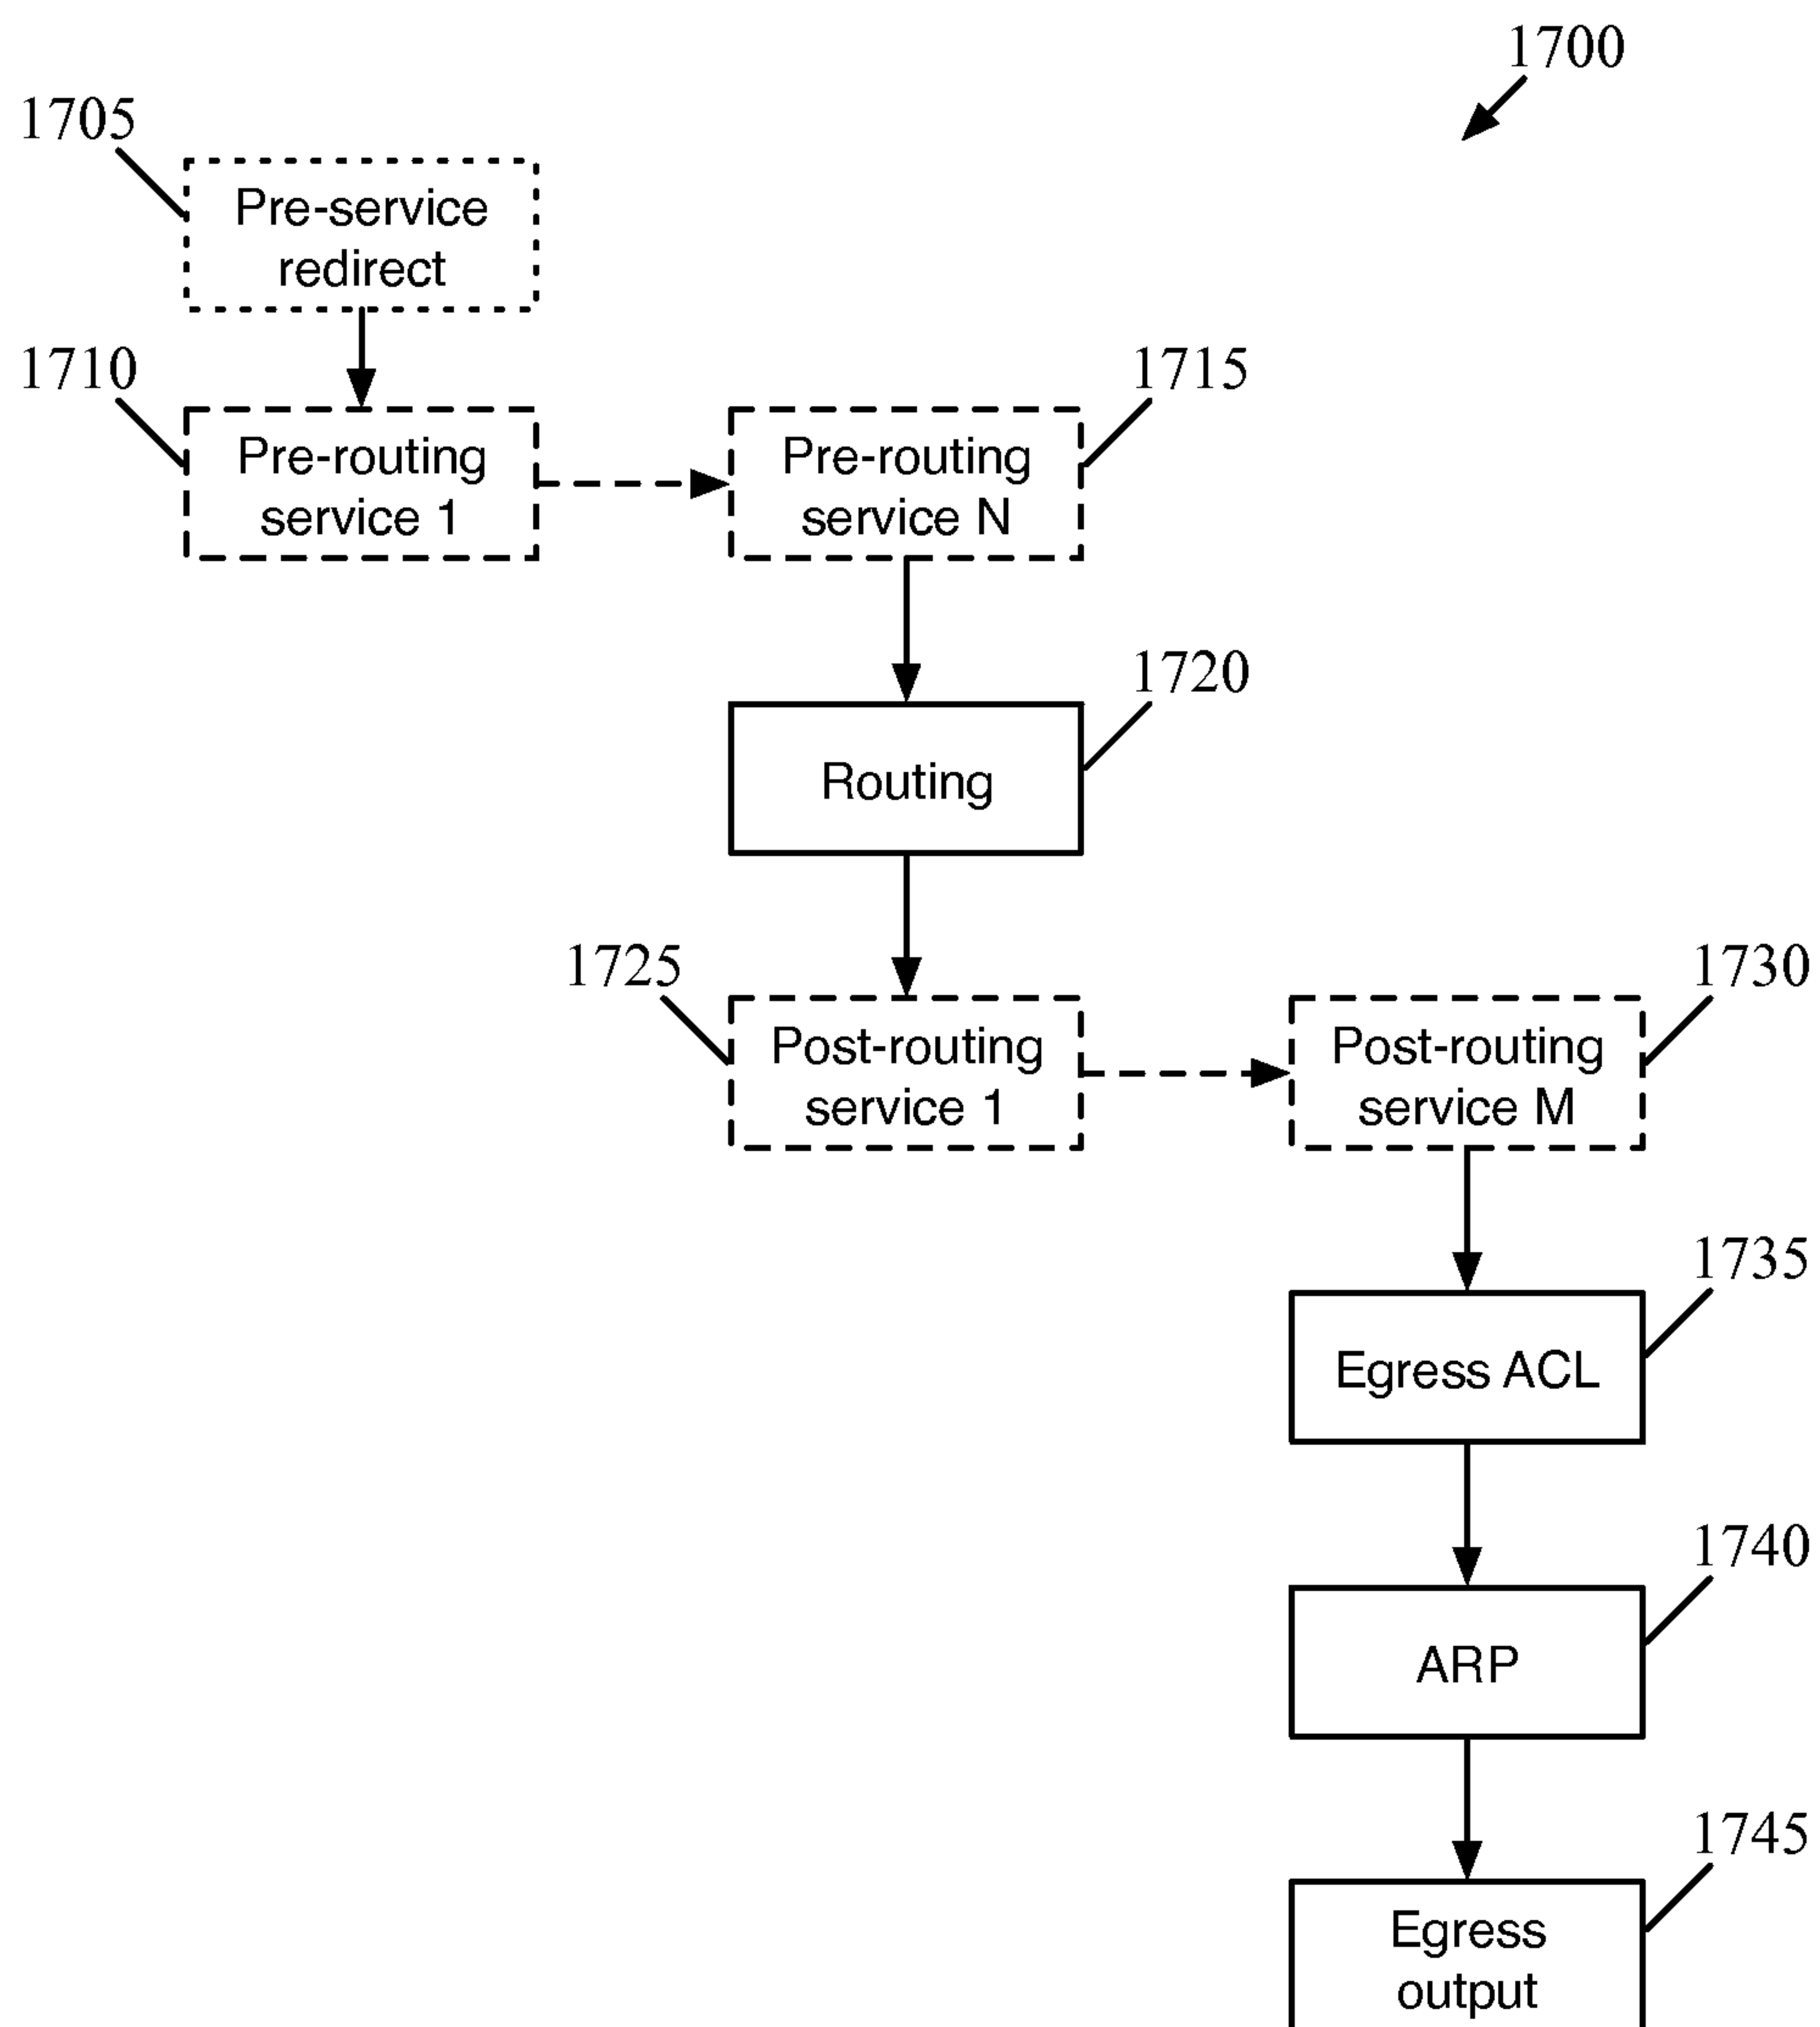 1700
1705
Pre-service
redirect
1710
Pre-routing
service 1
1715
Pre-routing
service N
1720
Routing
1725
Post-routing
service 1
1730
Post-routing
service M
1735
Egress ACL
1740
ARP
1745
Egress
output